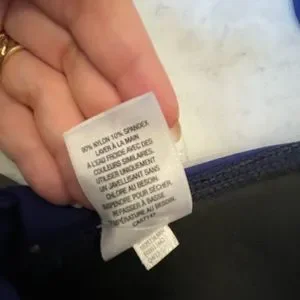 90% NYLON 10% SPANDEX
LAVER À LA MAIN
À L'EAU FROIDE AVEC DES
COULEURS SIMILAIRES.
UTILISER UNIQUEMENT
UN JAVELLISANT SANS
CHLORE AU BESOIN.
SUSPENDRE POUR SÉCHER.
REPASSER À BASSE
TEMPÉRATURE AU BESOIN.